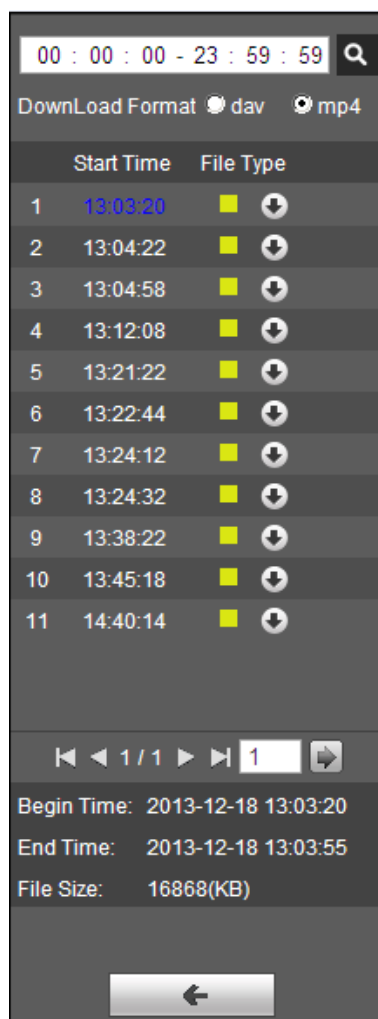 00 : 00 : 00 - 23 : 59 : 59
DownLoad Format dav mp4
Start Time File Type
1 13:03:20
2 13:04:22
3 13:04:58
4 13:12:08
5 13:21:22
6 13:22:44
7 13:24:12
8 13:24:32
9 13:38:22
10 13:45:18
11 14:40:14
1 / 1 1
Begin Time: 2013-12-18 13:03:20
End Time: 2013-12-18 13:03:55
File Size: 16868(KB)